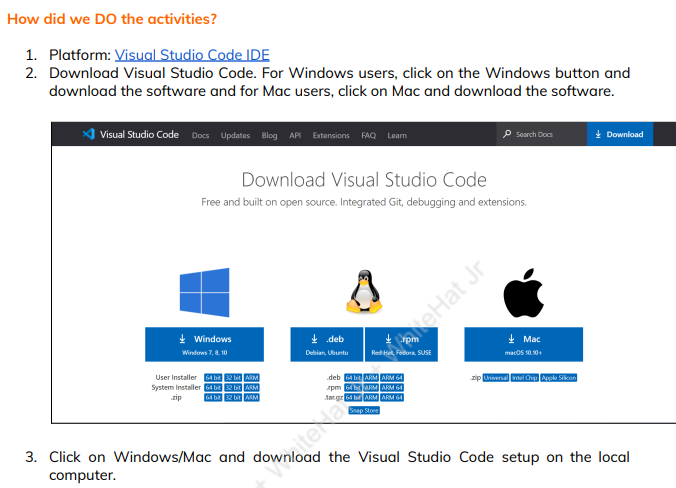 How did we DO the activities?
1. Platform: Visual Studio Code IDE
2. Download Visual Studio Code. For Windows users, click on the Windows button and
download the software and for Mac users, click on Mac and download the software.
Visual Studio Code Docs Updates Blog API Extensions FAQ Learn Search Docs Download
Download Visual Studio Code
Free and built on open source. Integrated Git, debugging and extensions.
Windows
Windows 7, 8, 10
.deb
Debian, Ubuntu
.rpm
Red Hat, Fedora, SUSE
Mac
macOS 10.10+
User Installer 64 bit 32 bit ARM
System Installer 64 bit 32 bit ARM
.zip 64 bit 32 bit ARM
.deb 64 bit ARM ARM 64
.rpm 64 bit ARM ARM 64
.tar.gz 64 bit ARM ARM 64
Snap Store
.zip Universal Intel Chip Apple Silicon
WhiteHat Jr
3. Click on Windows/Mac and download the Visual Studio Code setup on the local
computer.